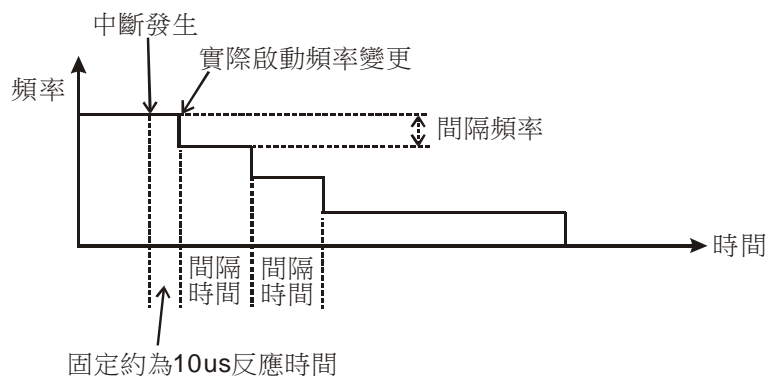 中斷發生
實際啟動頻率變更
頻率
間隔頻率
時間
間隔
時間
間隔
時間
固定約為10us反應時間